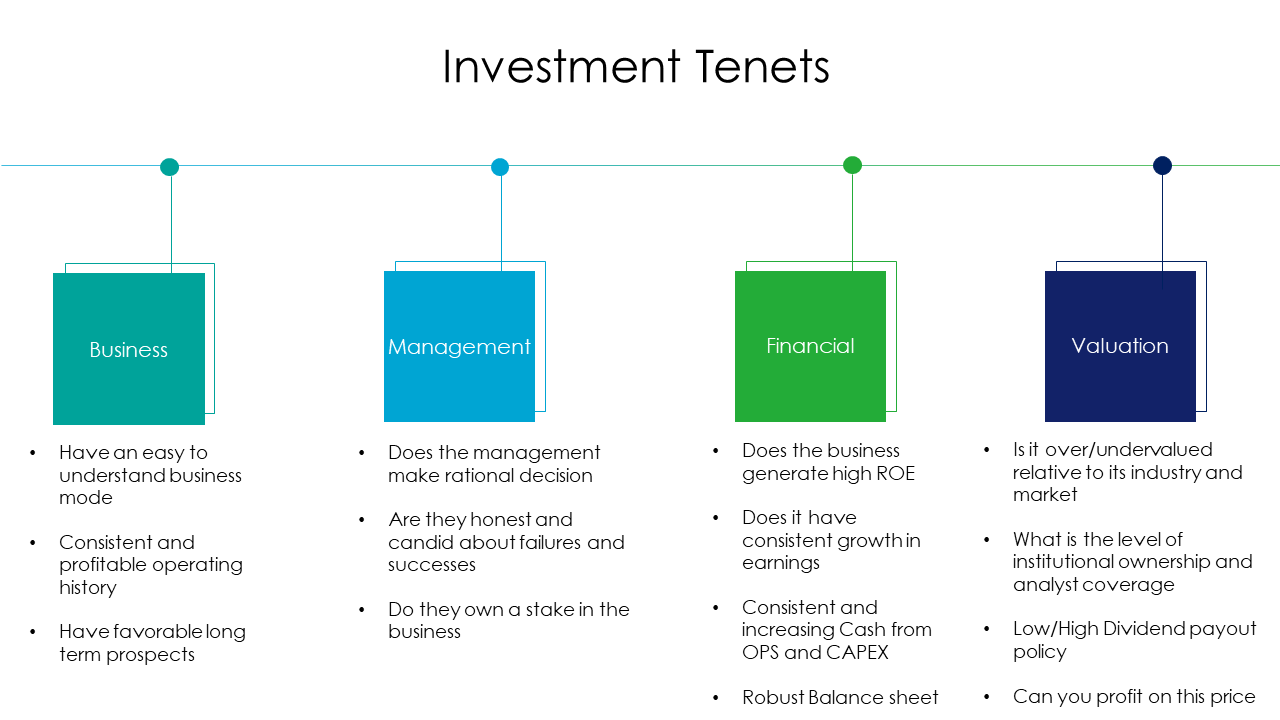 Investment Tenets
Business
• Have an easy to
understand business
mode
• Consistent and
profitable operating
history
• Have favorable long
term prospects
Management
• Does the management
make rational decision
• Are they honest and
candid about failures and
successes
• Do they own a stake in the
business
Financial
• Does the business
generate high ROE
• Does it have
consistent growth in
earnings
• Consistent and
increasing Cash from
OPS and CAPEX
• Robust Balance sheet
Valuation
• Is it over/undervalued
relative to its industry and
market
• What is the level of
institutional ownership and
analyst coverage
• Low/High Dividend payout
policy
• Can you profit on this price